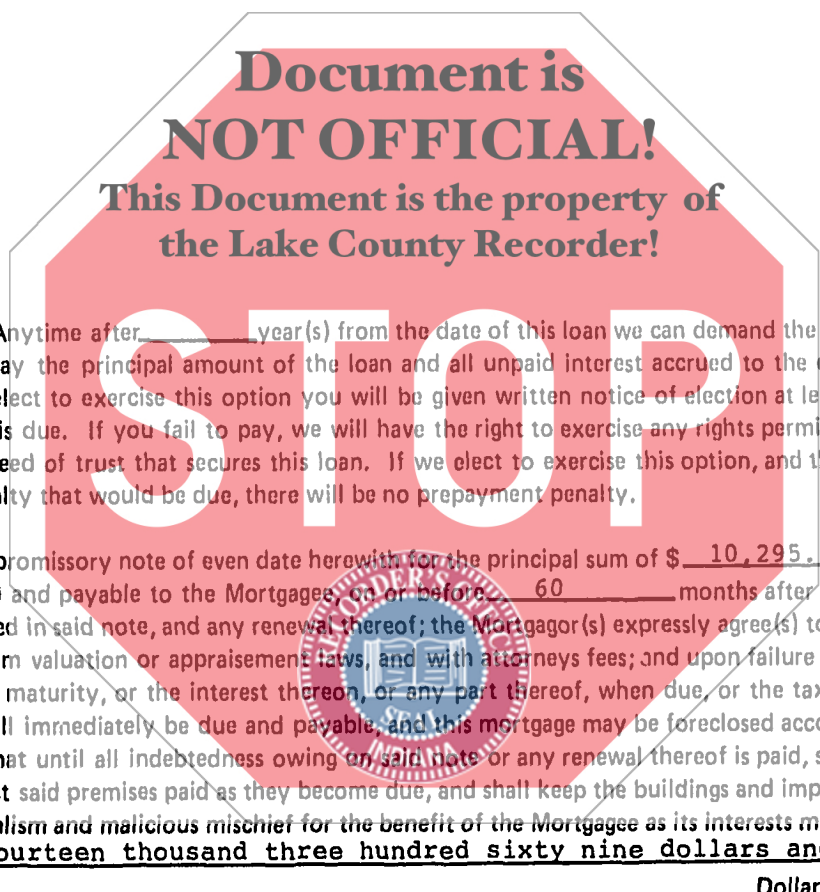 Document is
NOT OFFICIAL!
This Document is the property of
the Lake County Recorder!
STOP
Anytime after year(s) from the date of this loan we can demand the
ay the principal amount of the loan and all unpaid interest accrued to the
lect to exercise this option you will be given written notice of election at le
is due. If you fail to pay, we will have the right to exercise any rights permi
eed of trust that secures this loan. If we elect to exercise this option, and t
lty that would be due, there will be no prepayment penalty.
promissory note of even date herewith for the principal sum of $ 10,295.
and payable to the Mortgagee, on or before 60 months after
ed in said note, and any renewal thereof; the Mortgagor(s) expressly agree(s) to
m valuation or appraisement laws, and with attorneys fees; and upon failure
maturity, or the interest thereon, or any part thereof, when due, or the tax
ll immediately be due and payable, and this mortgage may be foreclosed acco
hat until all indebtedness owing on said note or any renewal thereof is paid, s
t said premises paid as they become due, and shall keep the buildings and imp
alism and malicious mischief for the benefit of the Mortgagee as its interests m
ourteen thousand three hundred sixty nine dollars an
Dollar
RECORDER'S OFFICE
SEAL
INDIANA